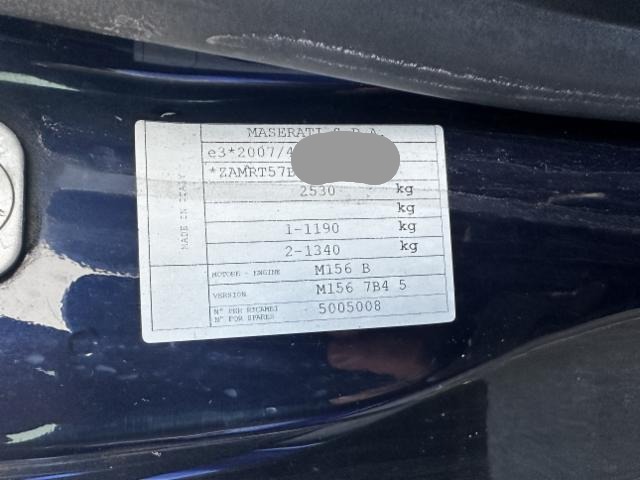 MASERATI S.P.A.
e3*2007/4
*ZAMRT57B
2530 kg
kg
1-1190 kg
2-1340 kg
MOTORE - ENGINE M156 B
VERSION M156 7B4 5
N° PER RICAMBI
N° FOR SPARES 5005008
MADE IN ITALY